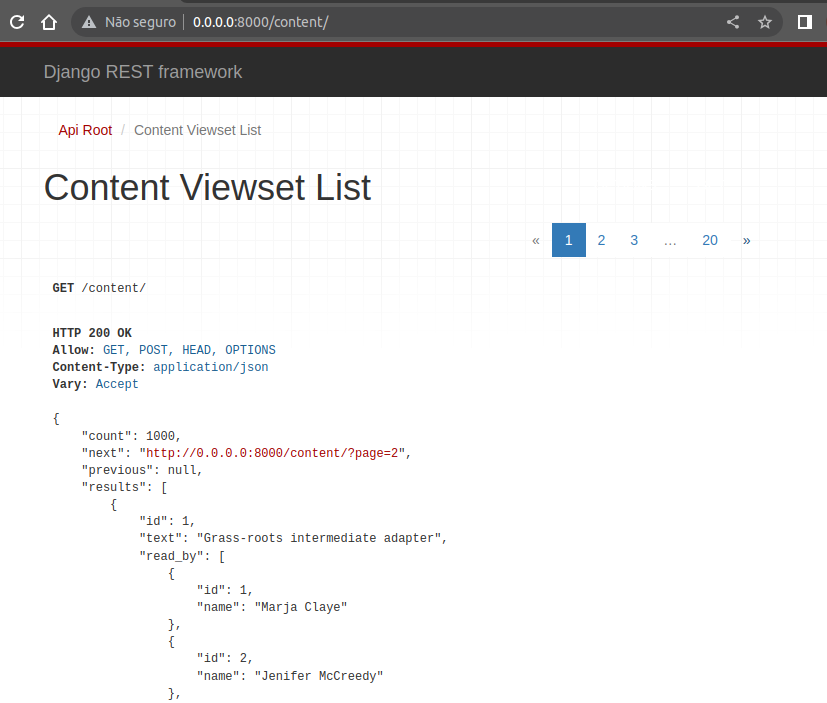 Não seguro 0.0.0.0:8000/content/
Django REST framework
Api Root / Content Viewset List
Content Viewset List
« 1 2 3 … 20 »
GET /content/
HTTP 200 OK
Allow: GET, POST, HEAD, OPTIONS
Content-Type: application/json
Vary: Accept
{
    "count": 1000,
    "next": "http://0.0.0.0:8000/content/?page=2",
    "previous": null,
    "results": [
        {
            "id": 1,
            "text": "Grass-roots intermediate adapter",
            "read_by": [
                {
                    "id": 1,
                    "name": "Marja Claye"
                },
                {
                    "id": 2,
                    "name": "Jenifer McCreedy"
                },